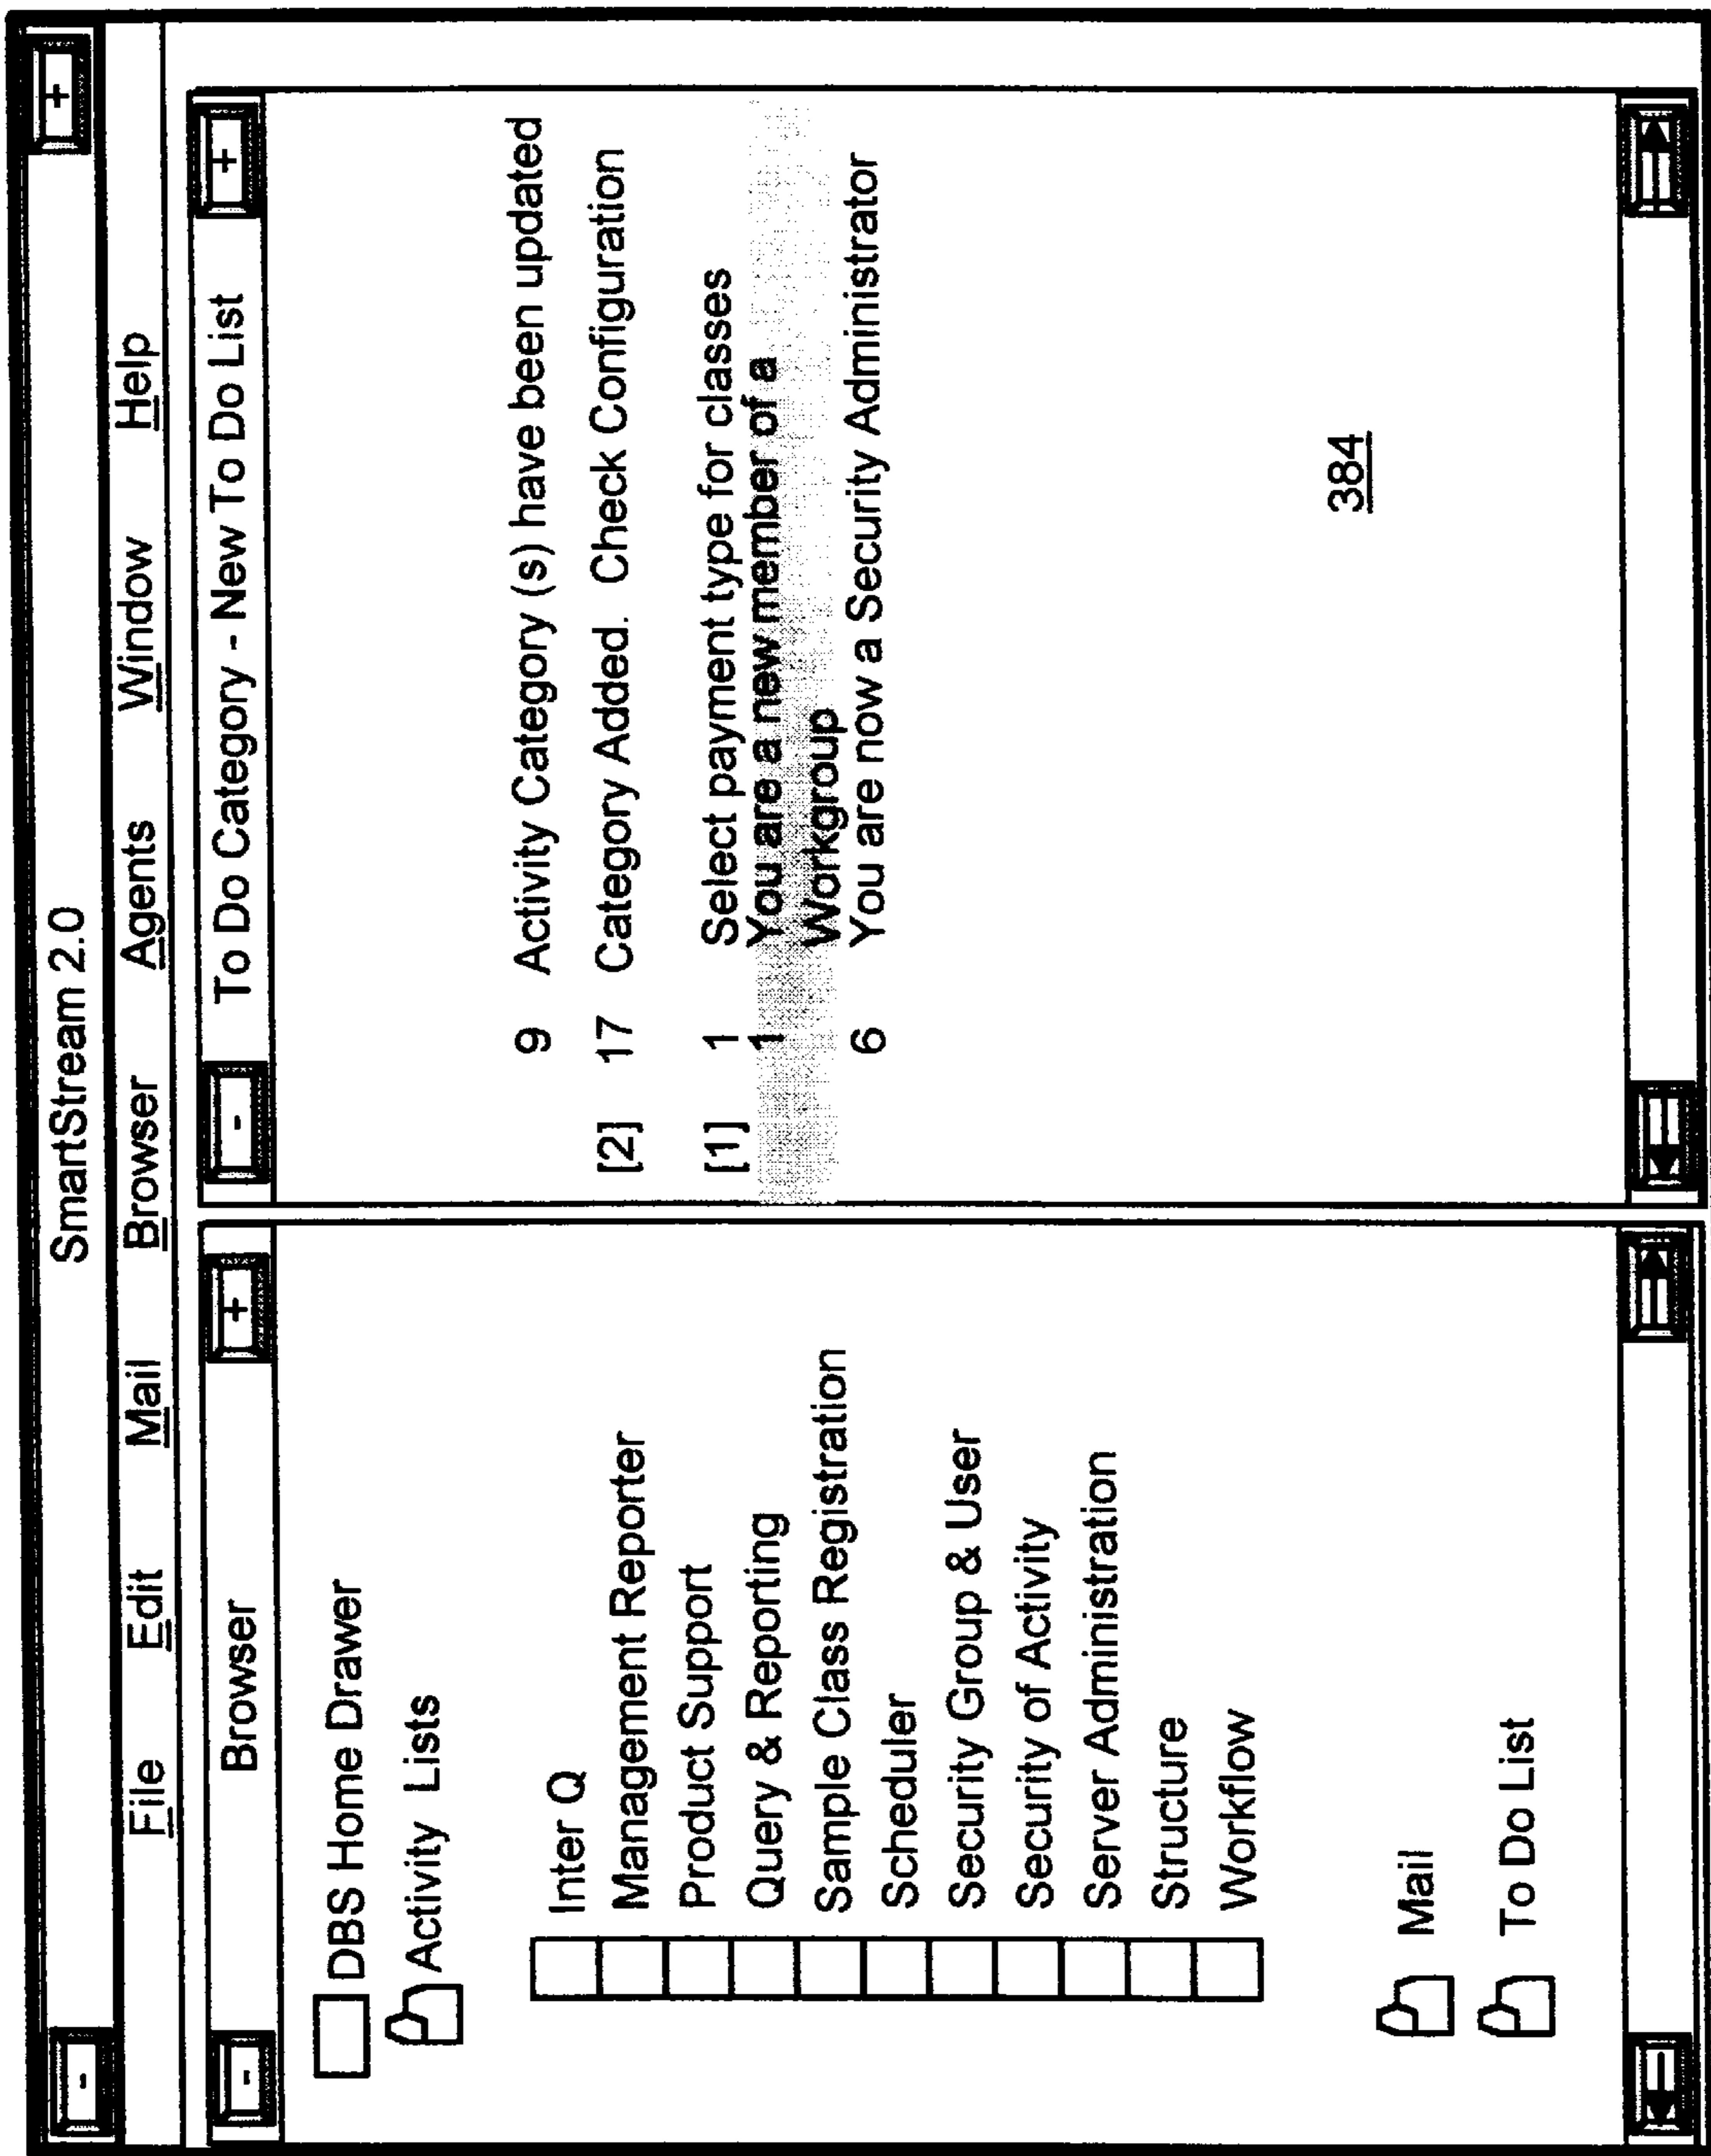 SmartStream 2.0
File Edit Mail Browser Agents Window Help
Browser
DBS Home Drawer
Activity Lists
Inter Q
Management Reporter
Product Support
Query & Reporting
Sample Class Registration
Scheduler
Security Group & User
Security of Activity
Server Administration
Structure
Workflow
Mail
To Do List
To Do Category - New To Do List
9 Activity Category (s) have been updated
[2] 17 Category Added. Check Configuration
[1] 1 Select payment type for classes
1 You are a new member of a
Workgroup
6 You are now a Security Administrator
384